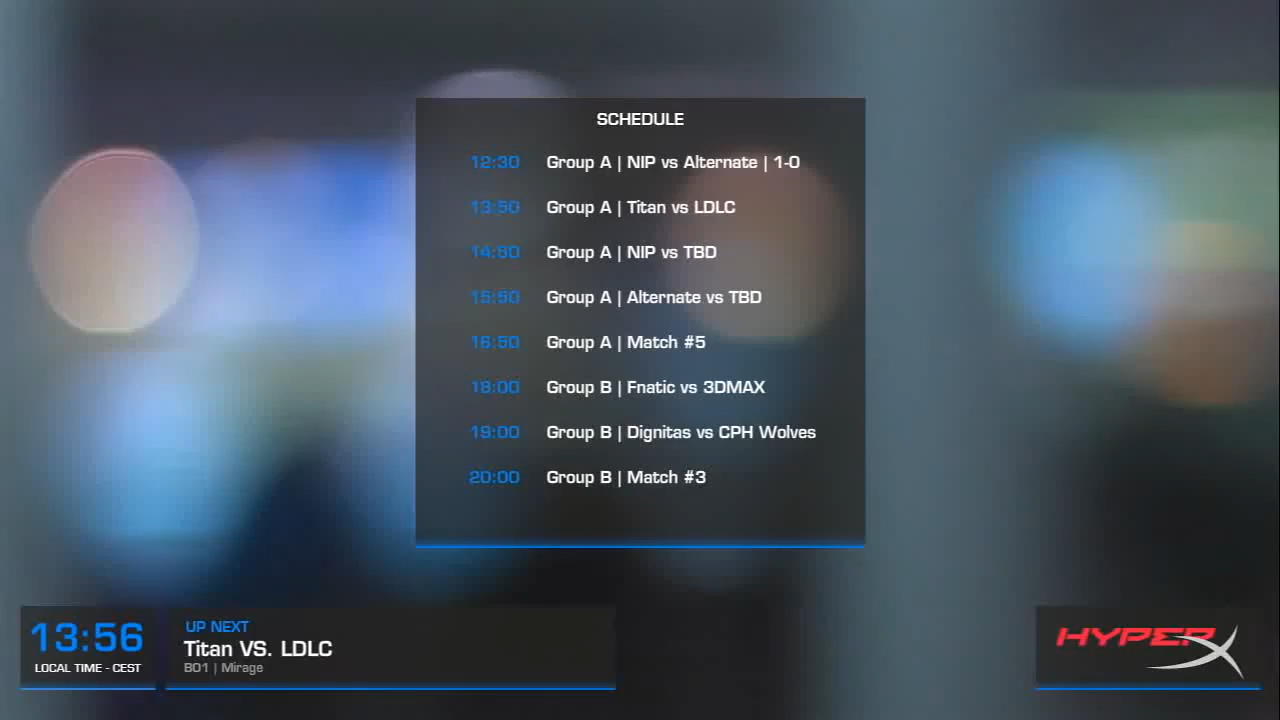 SCHEDULE
12:30 Group A | NIP vs Alternate | 1-0
13:50 Group A | Titan vs LDLC
14:50 Group A | NIP vs TBD
15:50 Group A | Alternate vs TBD
16:50 Group A | Match #5
18:00 Group B | Fnatic vs 3DMAX
19:00 Group B | Dignitas vs CPH Wolves
20:00 Group B | Match #3
13:56
LOCAL TIME - CEST
UP NEXT
Titan VS. LDLC
BO1 | Mirage
HYPERX